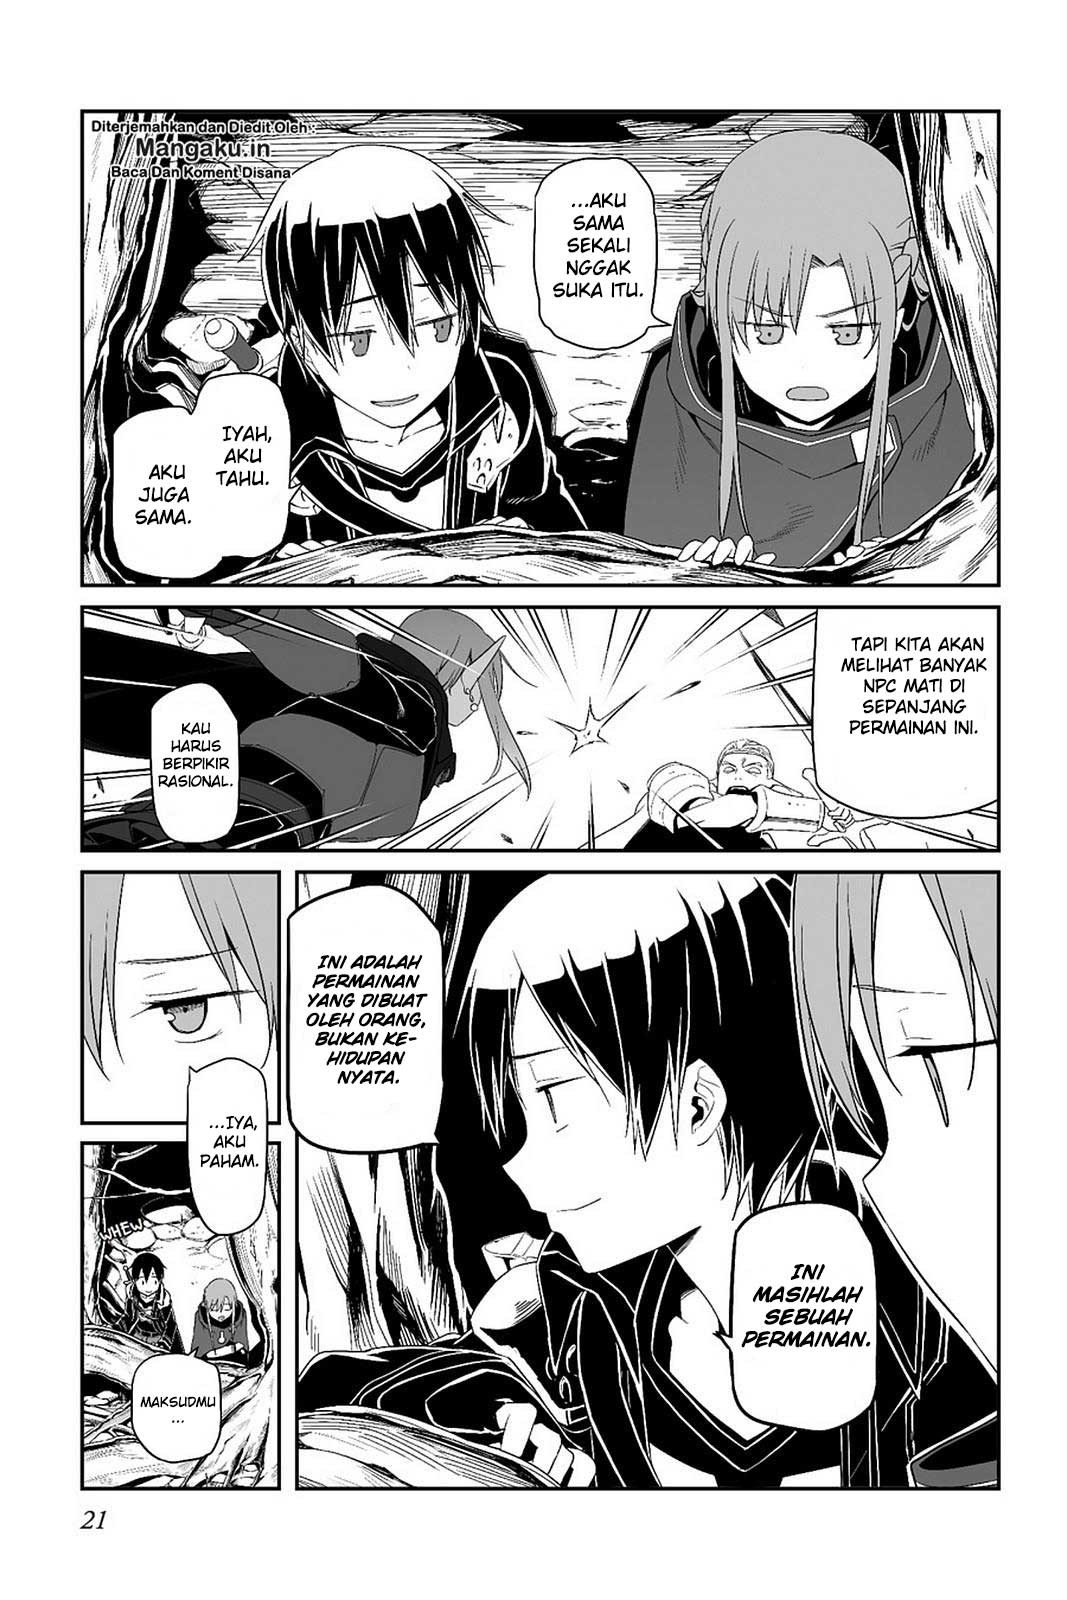 Diterjemahkan dan Diedit Oleh :
Mangaku.in
Baca Dan Koment Disana
...AKU
SAMA
SEKALI
NGGAK
SUKA ITU.
IYAH,
AKU
TAHU.
AKU
JUGA
SAMA.
TAPI KITA AKAN
MELIHAT BANYAK
NPC MATI DI
SEPANJANG
PERMAINAN INI.
KAU
HARUS
BERPIKIR
RASIONAL.
INI ADALAH
PERMAINAN
YANG DIBUAT
OLEH ORANG,
BUKAN KE-
HIDUPAN
NYATA.
INI
MASIHLAH
SEBUAH
PERMAINAN.
...IYA,
AKU
PAHAM.
WHEW
MAKSUDMU
...
21